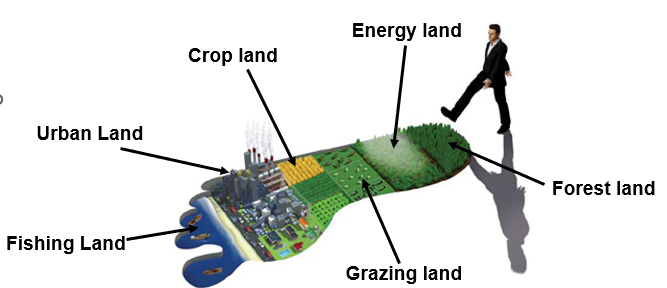 Energy land
Crop land
Urban Land
Forest land
Fishing Land
Grazing land